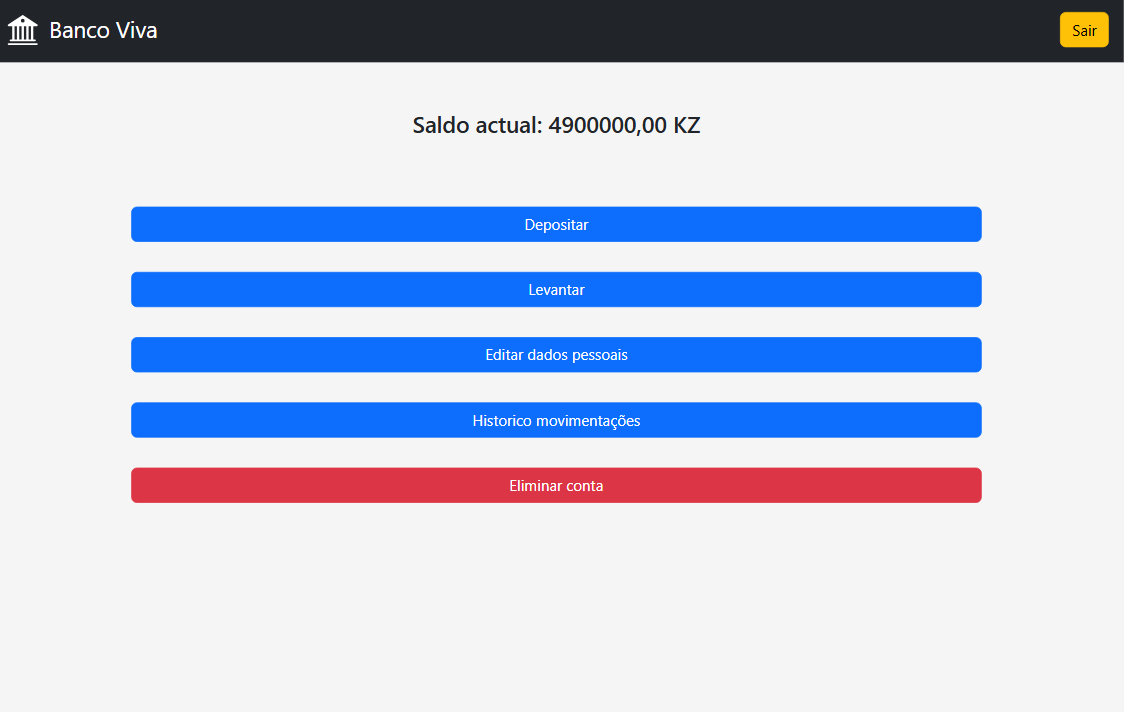 Banco Viva
Sair
Saldo actual: 4900000,00 KZ
Depositar
Levantar
Editar dados pessoais
Historico movimentações
Eliminar conta